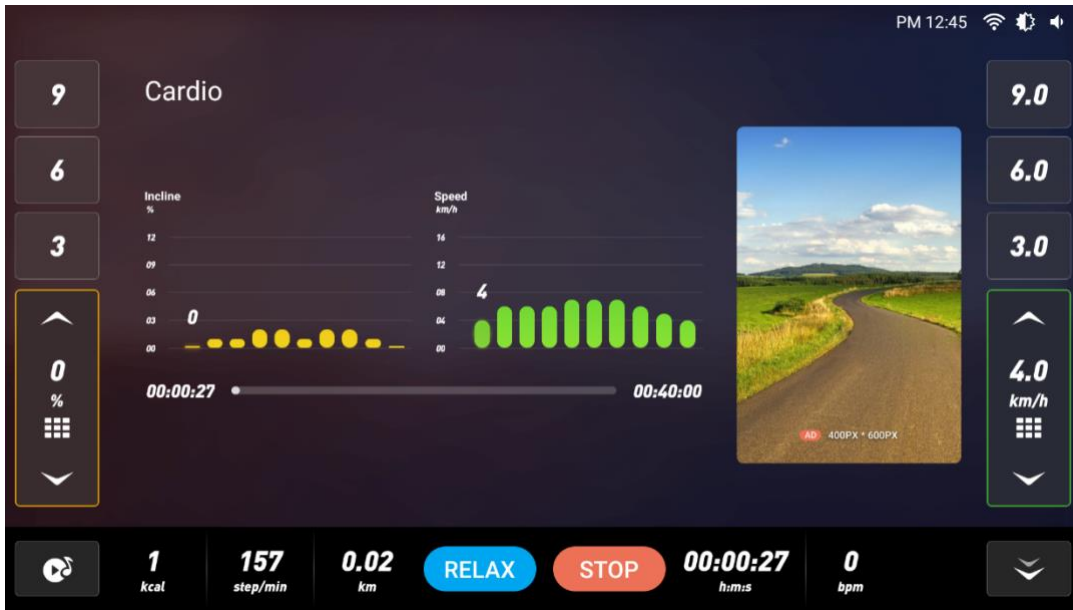 PM 12:45
9
6
3
0
%
Cardio
Incline
%
12
09
06
03
00
0
Speed
km/h
16
12
08
04
00
4
00:00:27
00:40:00
AD 400PX * 600PX
9.0
6.0
3.0
4.0
km/h
1
kcal
157
step/min
0.02
km
RELAX
STOP
00:00:27
h:m:s
0
bpm